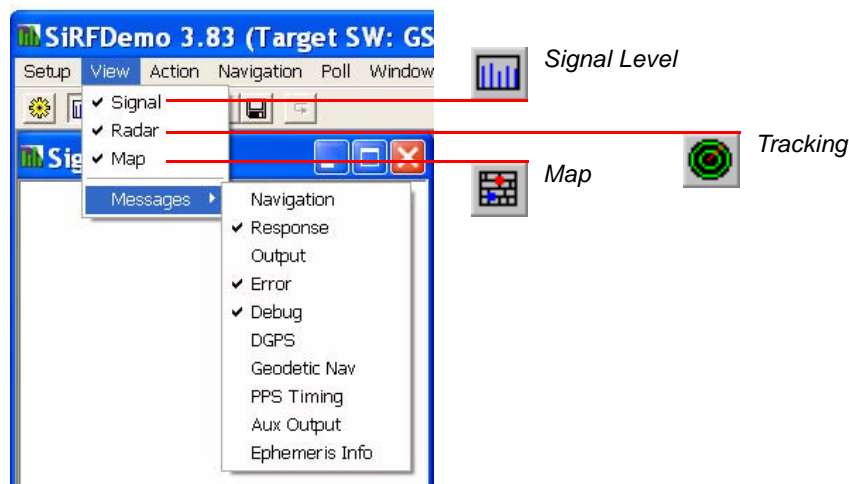 SiRFDemo 3.83 (Target SW: GS
Setup View Action Navigation Poll Window
Signal
Radar
Map
Messages
Sig
Navigation
Response
Output
Error
Debug
DGPS
Geodetic Nav
PPS Timing
Aux Output
Ephemeris Info
Signal Level
Tracking
Map